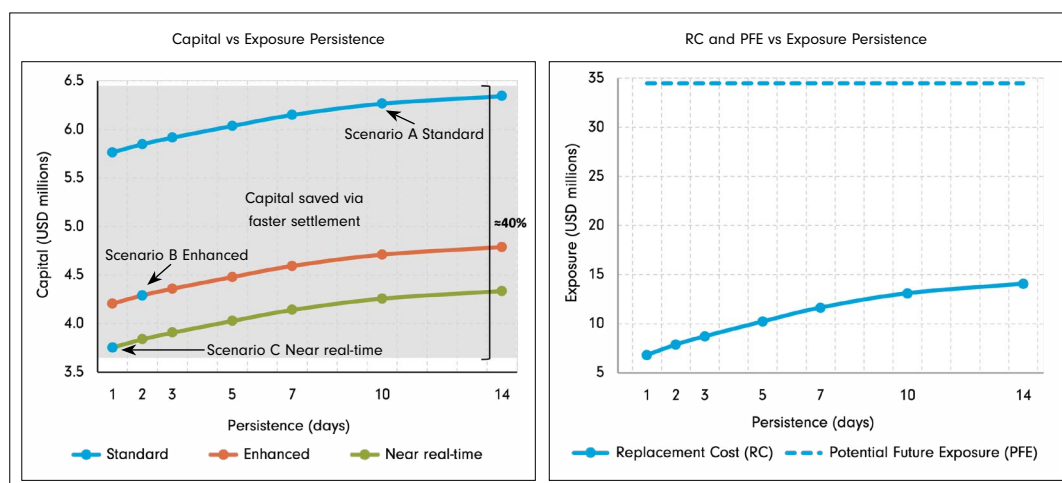 Capital vs Exposure Persistence
6.5
6.0
5.5
5.0
4.5
4.0
3.5
Capital (USD millions)
Scenario A Standard
Capital saved via
faster settlement
≈40%
Scenario B Enhanced
Scenario C Near real-time
1 2 3 5 7 10 14
Persistence (days)
Standard Enhanced Near real-time
RC and PFE vs Exposure Persistence
35
33
30
25
20
15
10
5
Exposure (USD millions)
1 2 3 5 7 10 14
Persistence (days)
Replacement Cost (RC) Potential Future Exposure (PFE)